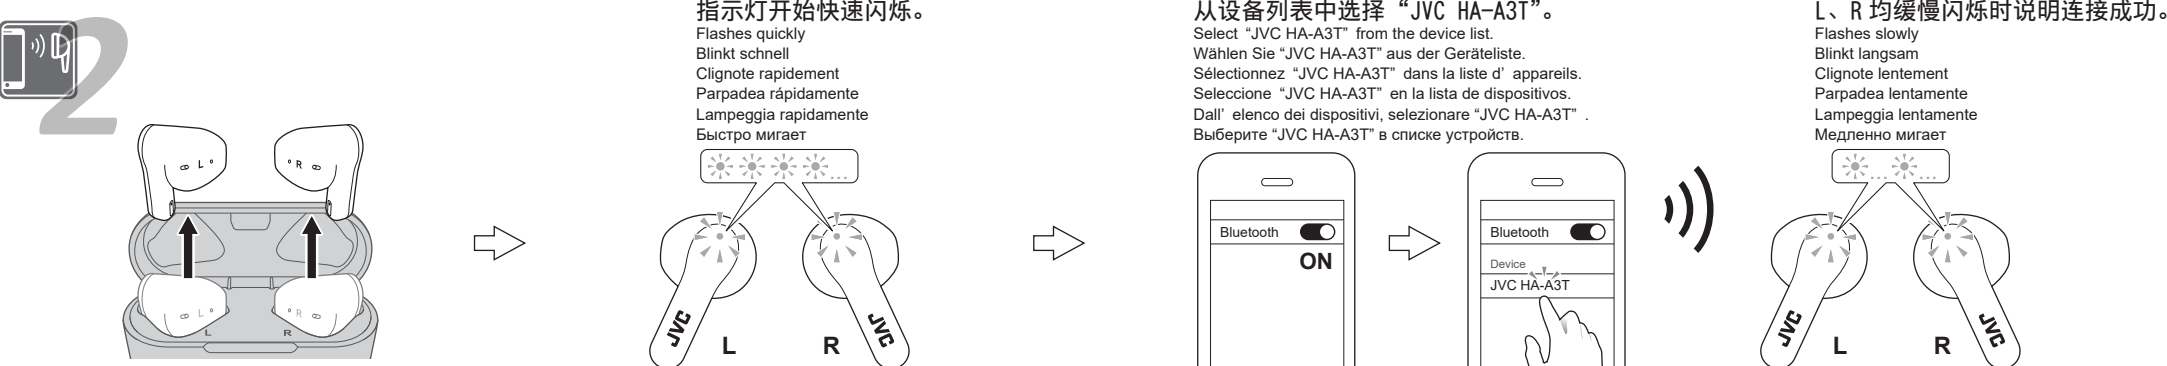 2
L
R
L
R
L
R
指示灯开始快速闪烁。
Flashes quickly
Blinkt schnell
Clignote rapidement
Parpadea rápidamente
Lampeggia rapidamente
Быстро мигает
...
JVC
JVC
L
R
从设备列表中选择“JVC HA-A3T”。
Select “JVC HA-A3T” from the device list.
Wählen Sie “JVC HA-A3T” aus der Geräteliste.
Sélectionnez “JVC HA-A3T” dans la liste d’ appareils.
Seleccione “JVC HA-A3T” en la lista de dispositivos.
Dall’ elenco dei dispositivi, selezionare “JVC HA-A3T” .
Выберите “JVC HA-A3T” в списке устройств.
Bluetooth
ON
Bluetooth
Device
JVC HA-A3T
L、R 均缓慢闪烁时说明连接成功。
Flashes slowly
Blinkt langsam
Clignote lentement
Parpadea lentamente
Lampeggia lentamente
Медленно мигает
... ...
JVC
JVC
L
R